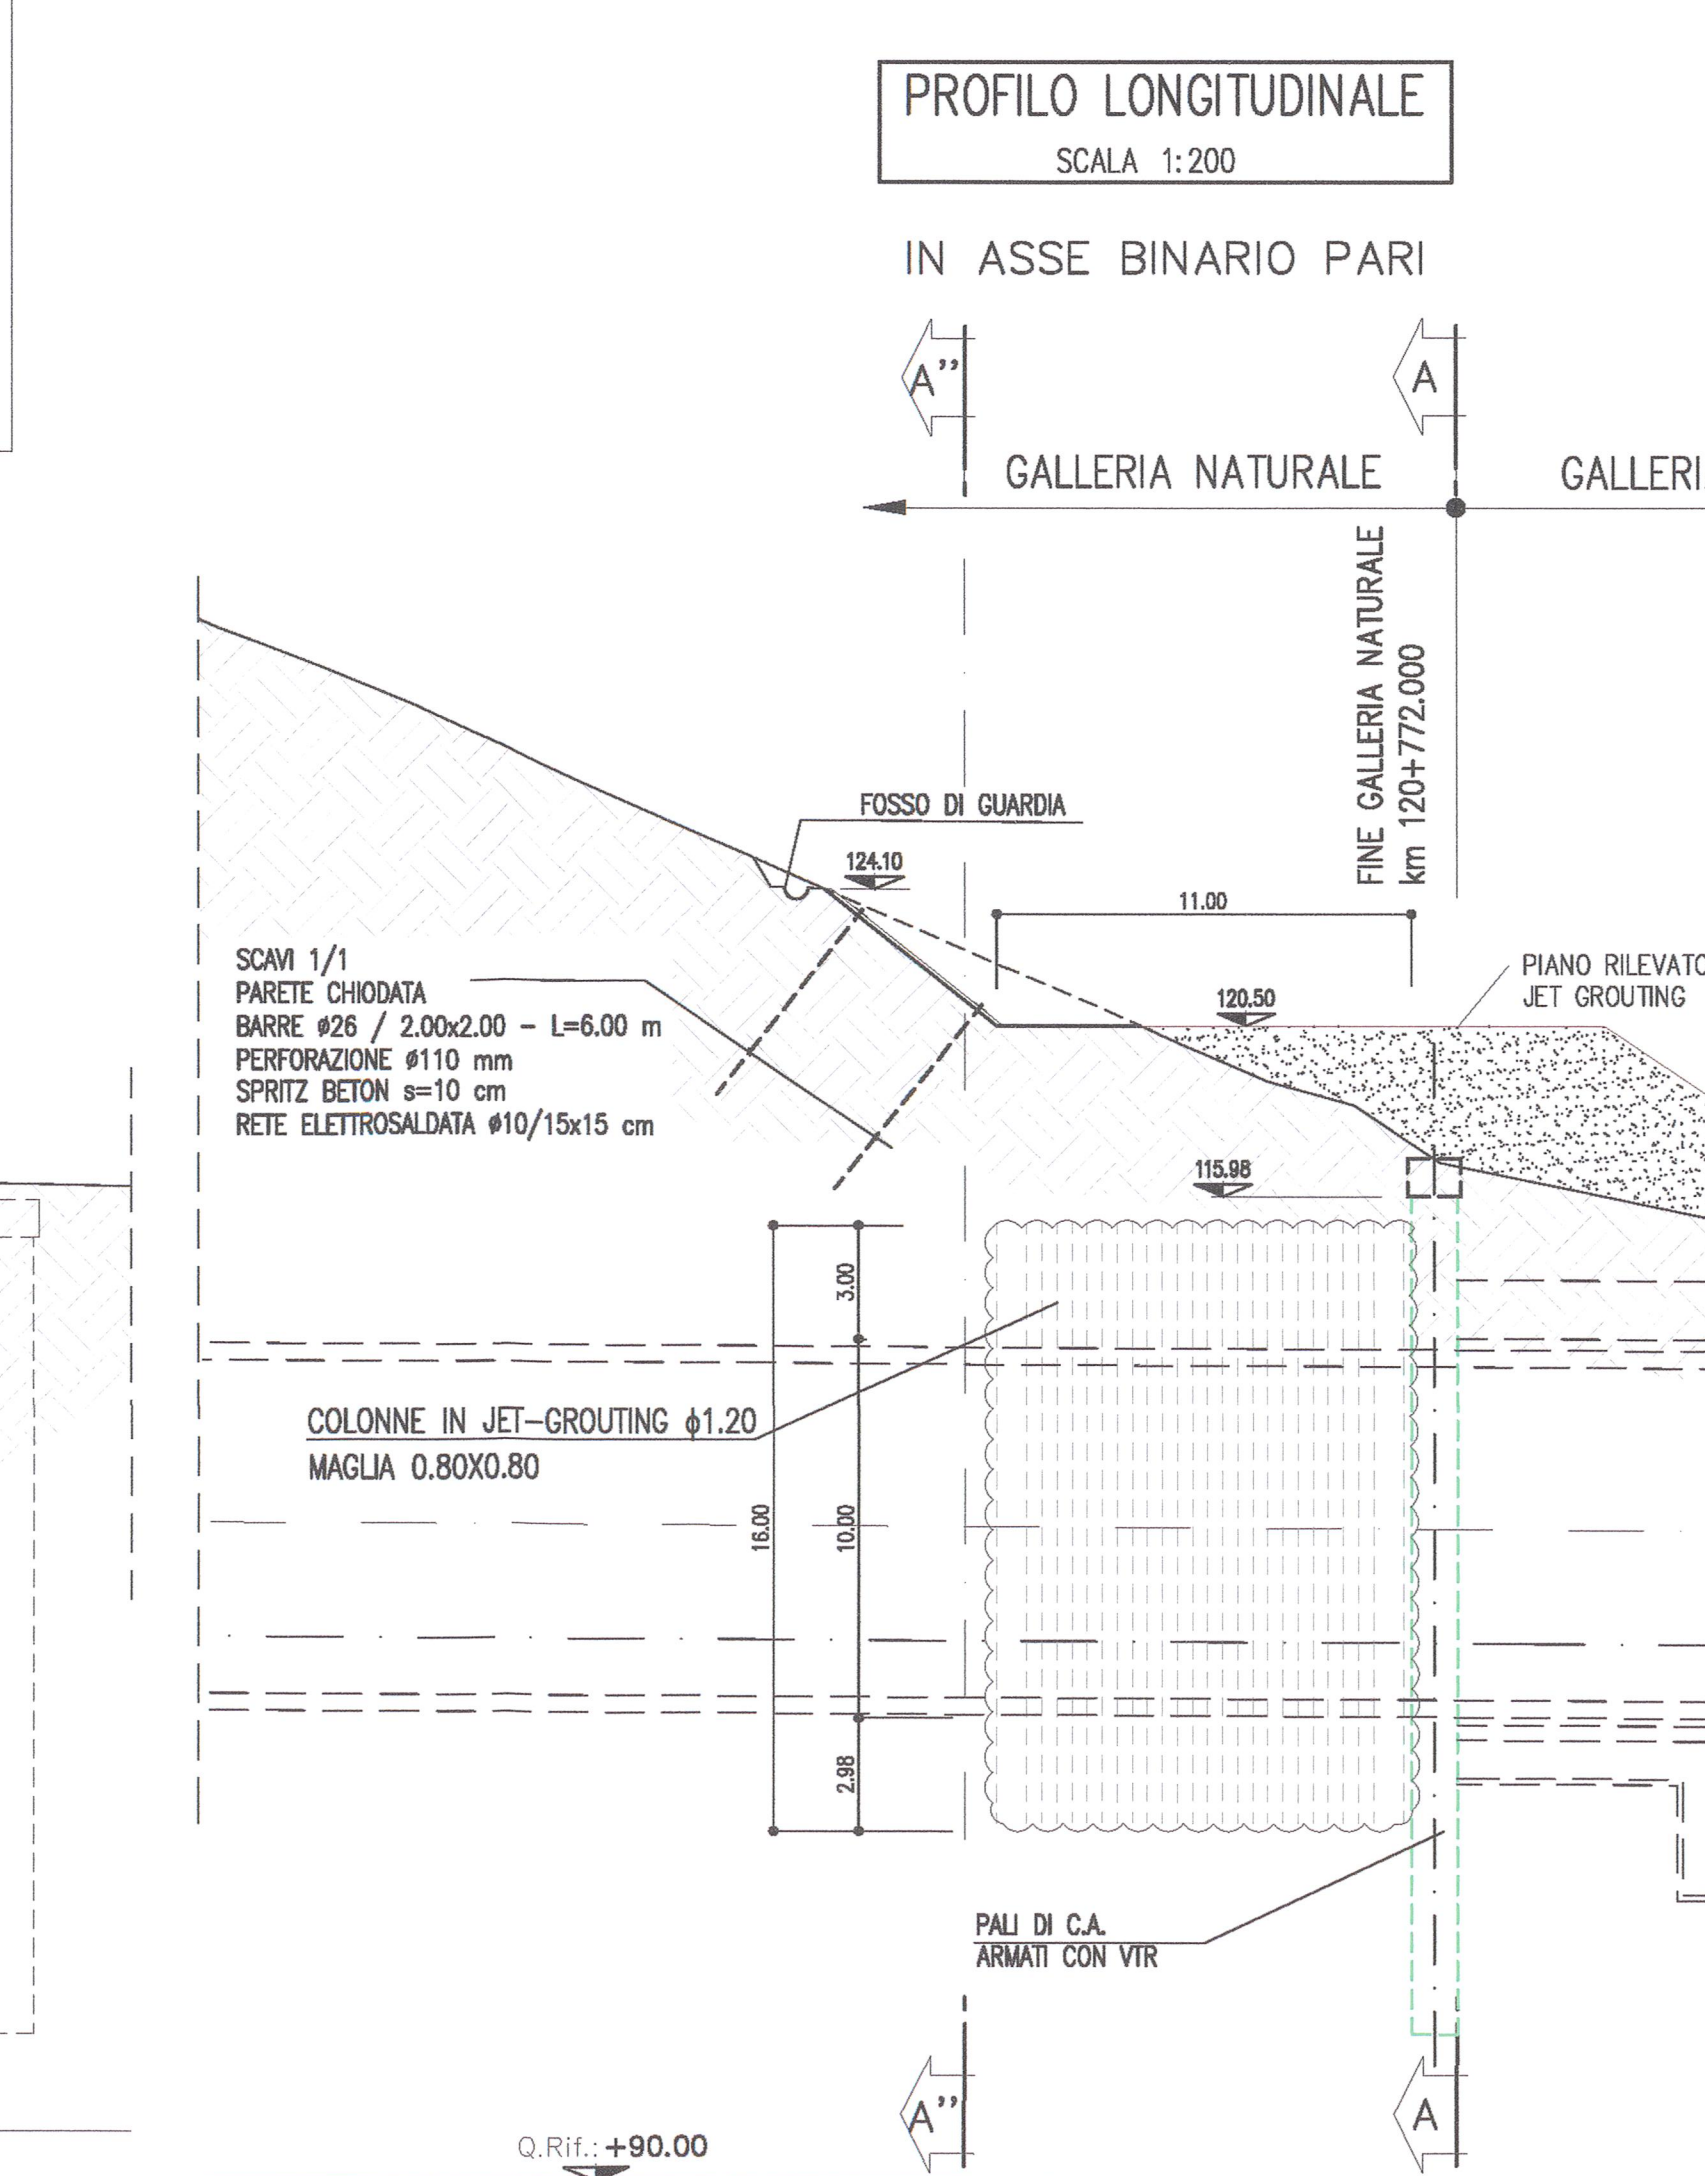 PROFILO LONGITUDINALE
SCALA 1:200
IN ASSE BINARIO PARI
A’’
A
GALLERIA NATURALE
GALLERI
FINE GALLERIA NATURALE
km 120+772.000
FOSSO DI GUARDIA
124.10
11.00
SCAVI 1/1
PARETE CHIODATA
BARRE ø26 / 2.00x2.00 – L=6.00 m
PERFORAZIONE ø110 mm
SPRITZ BETON s=10 cm
RETE ELETTROSALDATA ø10/15x15 cm
120.50
PIANO RILEVATO
JET GROUTING
115.98
3.00
COLONNE IN JET–GROUTING ϕ1.20
MAGLIA 0.80X0.80
16.00
10.00
2.98
PALI DI C.A.
ARMATI CON VTR
A’’
A
Q.Rif.: +90.00